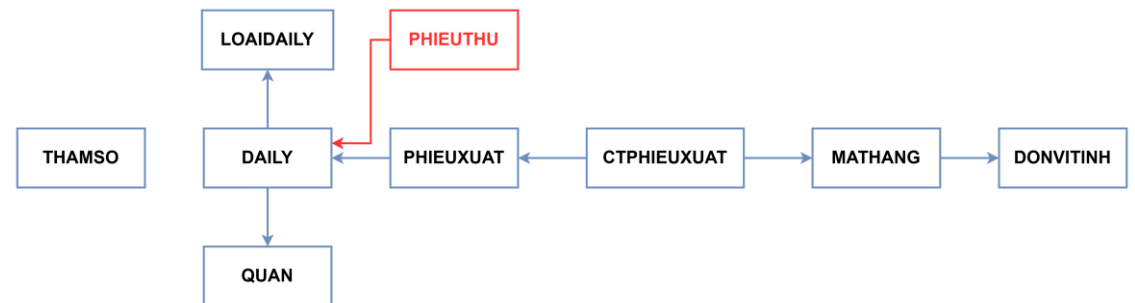 LOAIDAILY
PHIEUTHU
THAMSO
DAILY
PHIEUXUAT
CTPHIEUXUAT
MATHANG
DONVITINH
QUAN